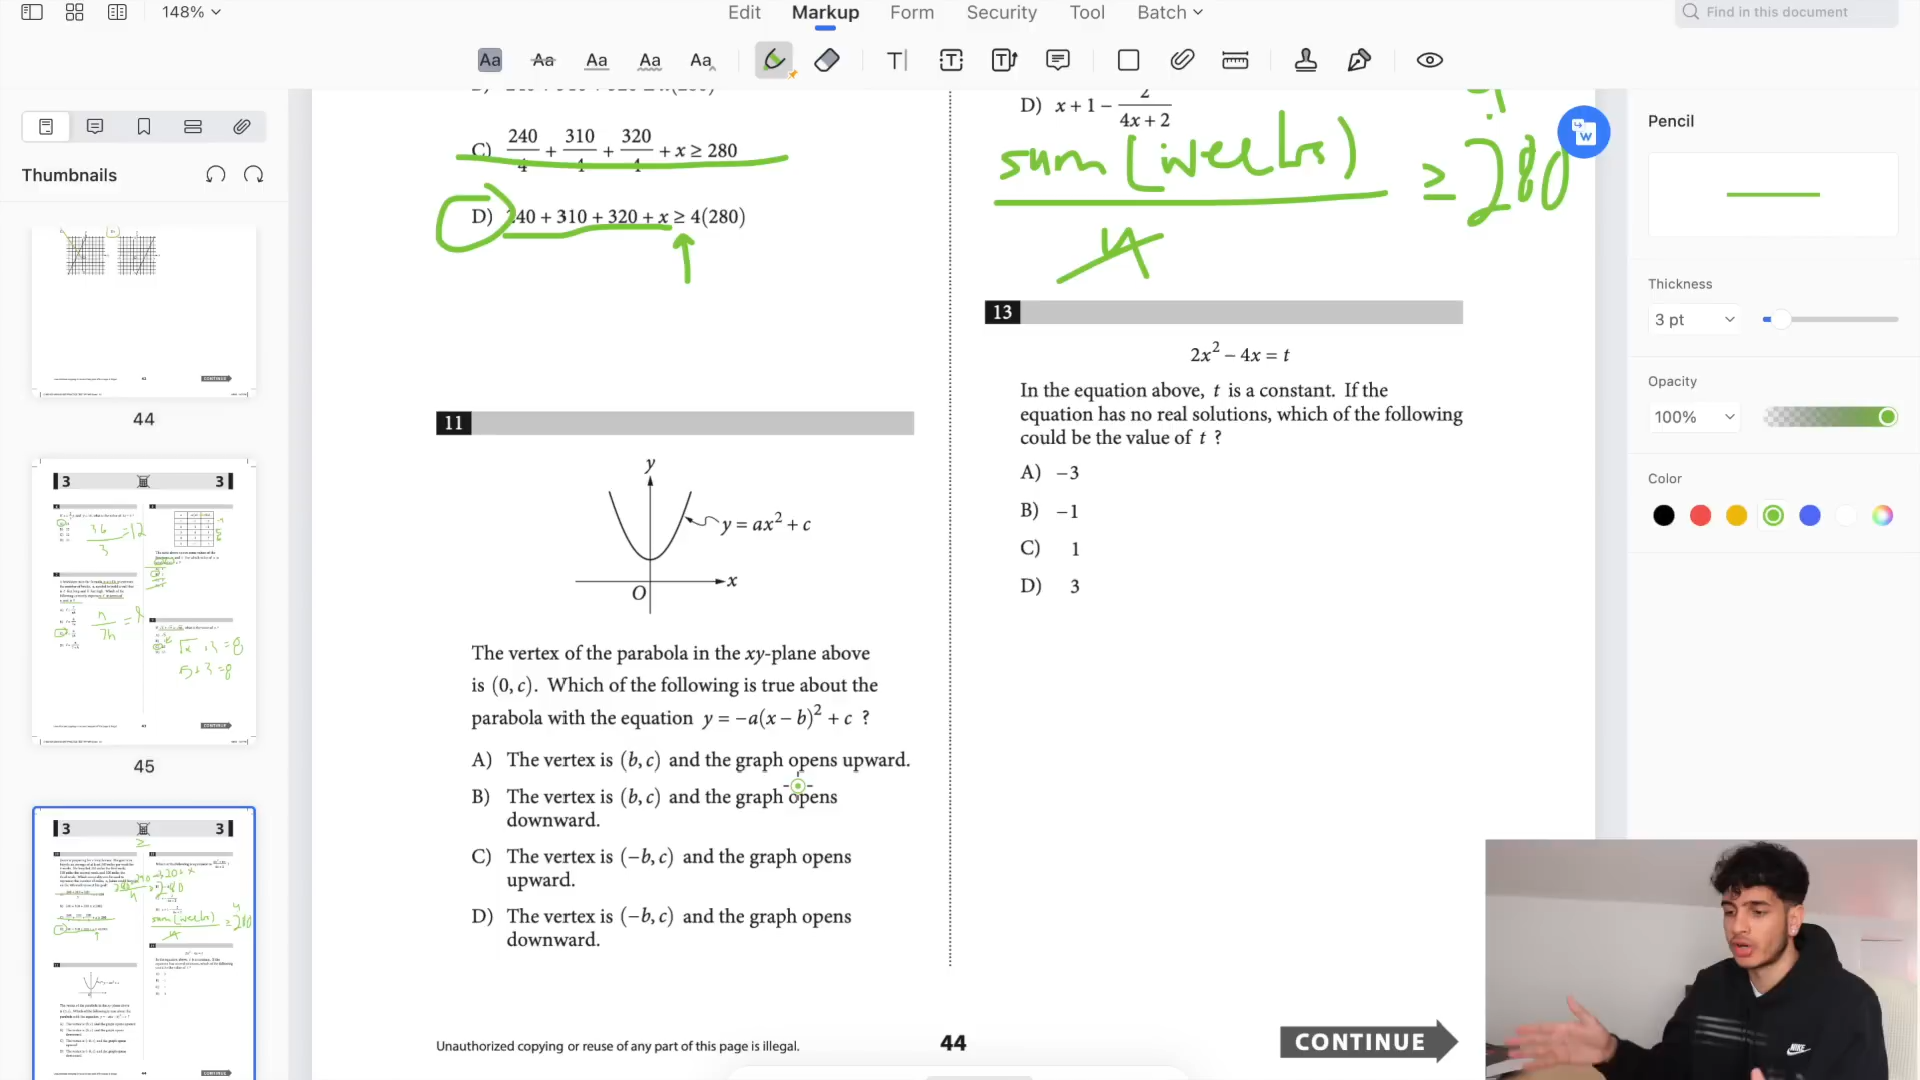 148%
Edit
Markup
Form
Security
Tool
Batch
Find in this document
Aa Aa Aa Aa Aa
Thumbnails
44
45
C) 240/4 + 310/4 + 320/4 + x ≥ 280
D) 240 + 310 + 320 + x ≥ 4(280)
11
y
y = ax² + c
x
O
The vertex of the parabola in the xy-plane above
is (0, c). Which of the following is true about the
parabola with the equation y = −a(x − b)² + c ?
A) The vertex is (b, c) and the graph opens upward.
B) The vertex is (b, c) and the graph opens
downward.
C) The vertex is (−b, c) and the graph opens
upward.
D) The vertex is (−b, c) and the graph opens
downward.
D) x + 1 − 2/(4x + 2)
sum (weeks)
≥ 280
4
13
2x² − 4x = t
In the equation above, t is a constant. If the
equation has no real solutions, which of the following
could be the value of t ?
A) −3
B) −1
C) 1
D) 3
Unauthorized copying or reuse of any part of this page is illegal.
44
CONTINUE
Pencil
Thickness
3 pt
Opacity
100%
Color
W
NIKE